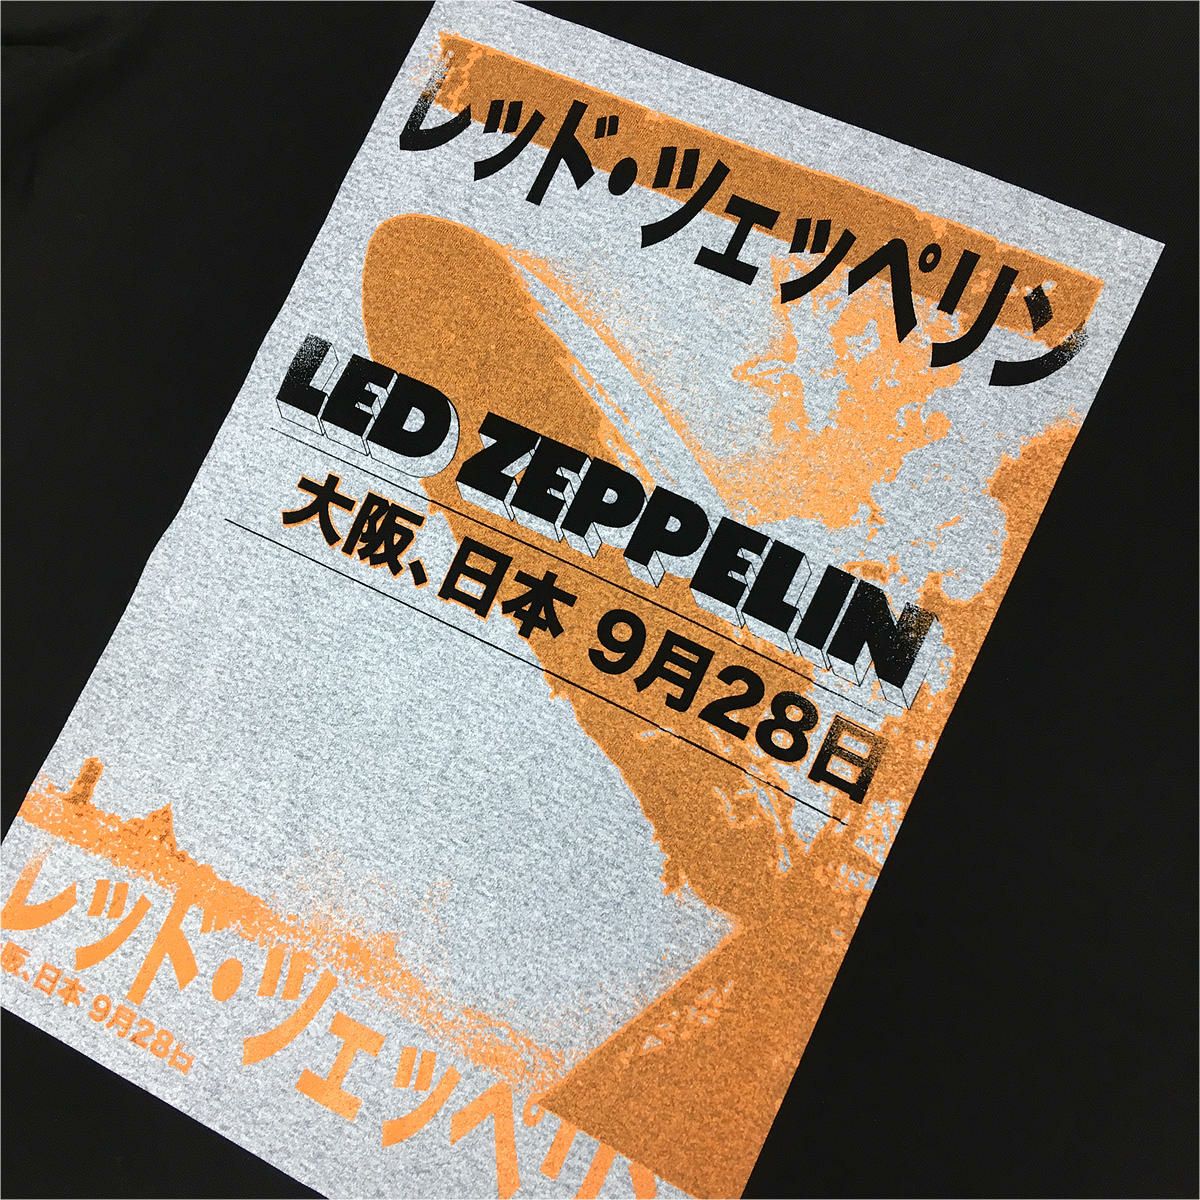 レッド・ツェッペリン
LED ZEPPELIN
大阪、日本 9月28日
レッド・ツェッペリ
阪、日本 9月28日